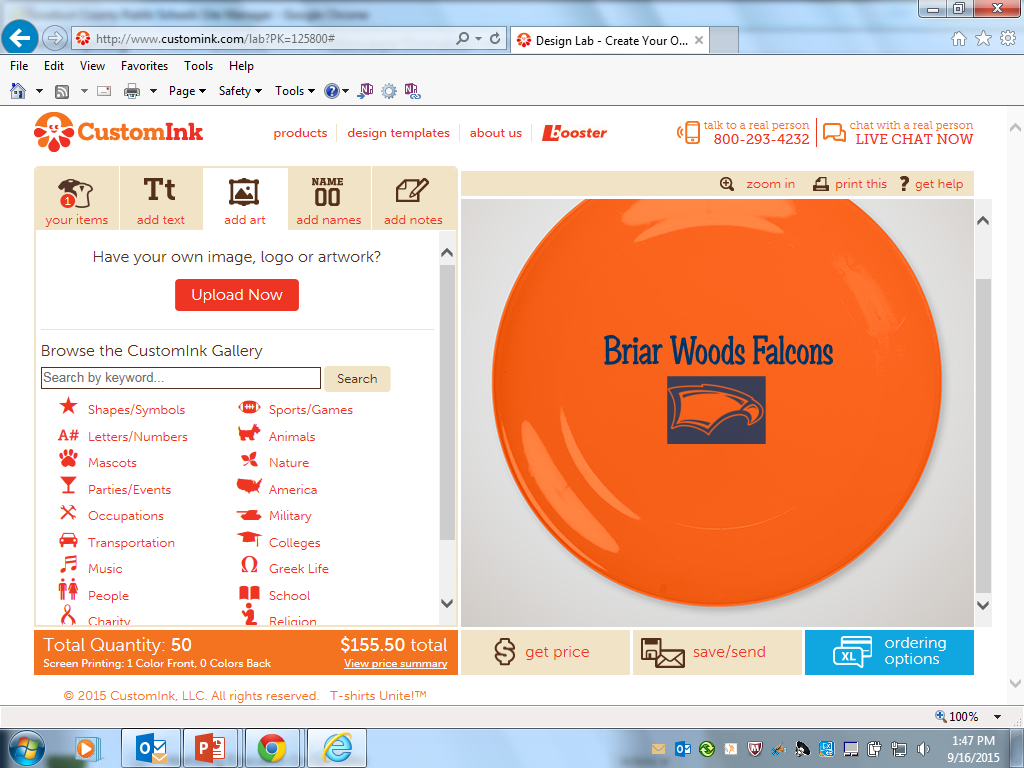 http://www.customink.com/lab?PK=125800#
Design Lab - Create Your O...
File Edit View Favorites Tools Help
Page Safety Tools
CustomInk
products design templates about us Booster
talk to a real person
800-293-4232
chat with a real person
LIVE CHAT NOW
1
your items
Tt
add text
add art
NAME
00
add names
add notes
zoom in print this ? get help
Have your own image, logo or artwork?
Upload Now
Browse the CustomInk Gallery
Search by keyword... Search
Shapes/Symbols Sports/Games
A# Letters/Numbers Animals
Mascots Nature
Parties/Events America
Occupations Military
Transportation Colleges
Music Ω Greek Life
People School
Charity Religion
Briar Woods Falcons
Total Quantity: 50 $155.50 total
Screen Printing: 1 Color Front, 0 Colors Back View price summary
get price
save/send
XL
ordering
options
© 2015 CustomInk, LLC. All rights reserved. T-shirts Unite!™
100%
1:47 PM
9/16/2015